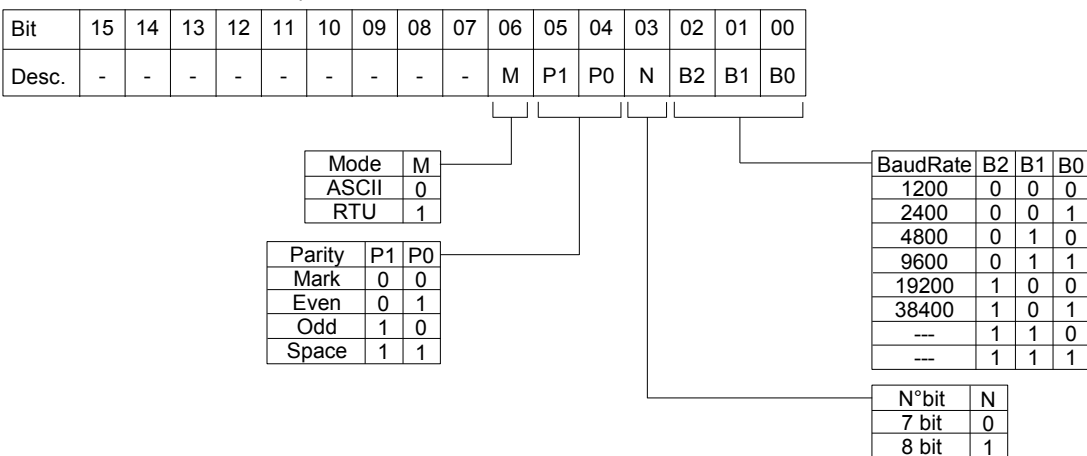 Bit 15 14 13 12 11 10 09 08 07 06 05 04 03 02 01 00
Desc. - - - - - - - - - M P1 P0 N B2 B1 B0
Mode M
ASCII 0
RTU 1
Parity P1 P0
Mark 0 0
Even 0 1
Odd 1 0
Space 1 1
BaudRate B2 B1 B0
1200 0 0 0
2400 0 0 1
4800 0 1 0
9600 0 1 1
19200 1 0 0
38400 1 0 1
--- 1 1 0
--- 1 1 1
N°bit N
7 bit 0
8 bit 1